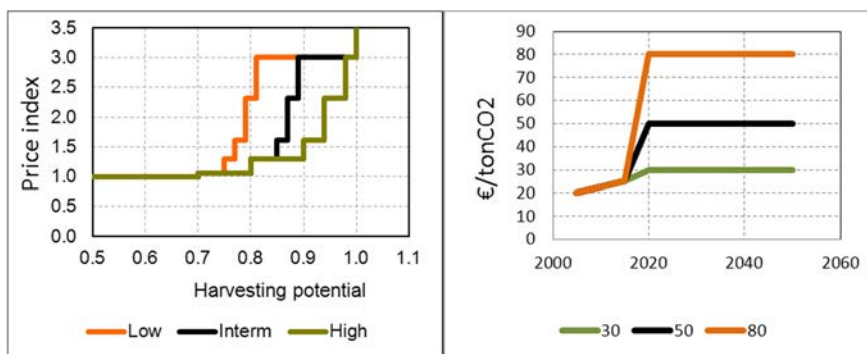 Price index
3.5
3.0
2.5
2.0
1.5
1.0
0.5
0.0
0.5 0.6 0.7 0.8 0.9 1.0 1.1
Harvesting potential
Low Interm High
€/tonCO2
90
80
70
60
50
40
30
20
10
0
2000 2020 2040 2060
30 50 80